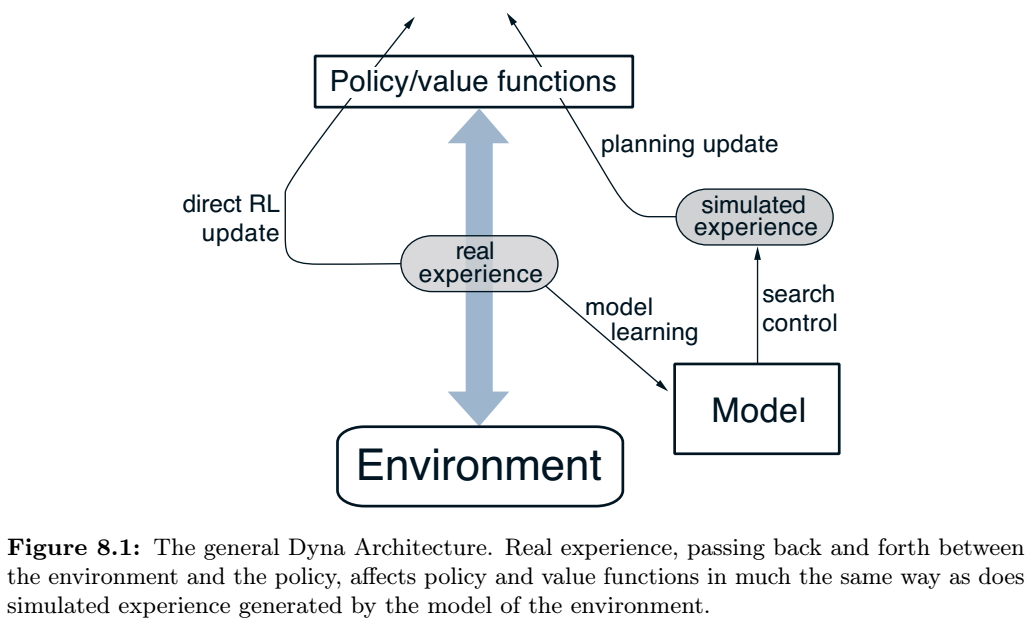 Policy/value functions
planning update
direct RL
update
simulated
experience
real
experience
model
learning
search
control
Model
Environment
Figure 8.1: The general Dyna Architecture. Real experience, passing back and forth between
the environment and the policy, affects policy and value functions in much the same way as does
simulated experience generated by the model of the environment.